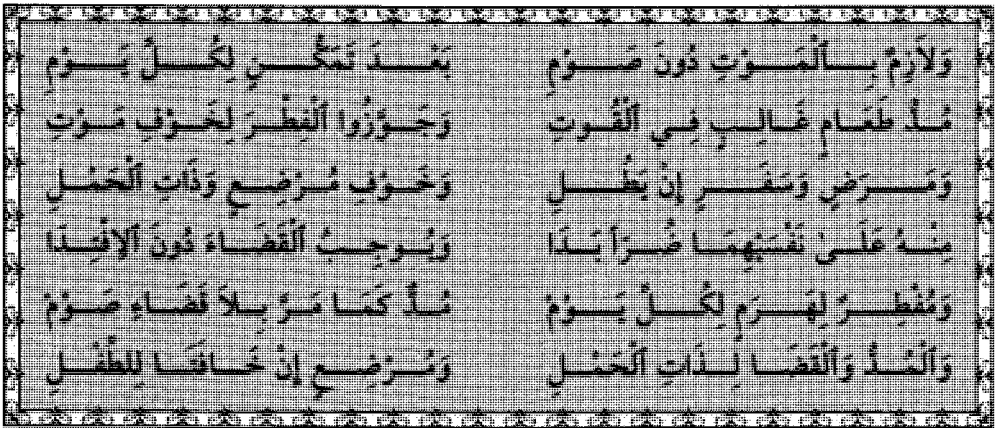 وَلاَزِمٌ بِالْمَوْتِ دُونَ صَوْمِ بَعْدَ تَمَكُّنٍ لِكُلِّ يَوْمِ
مُدُّ طَعَامٍ غَالِبٍ فِي الْقُوتِ وَجَوَّزُوا الْفِطْرَ لِخَوْفِ مَوْتِ
وَمَرَضٍ وَسَفَرٍ إِنْ يَطُلِ وَخَوْفِ مُرْضِعٍ وَذَاتِ الْحَمْلِ
مِنْهُ عَلَىٰ نَفْسَيْهِمَا ضُرًّا بَدَا وَيُوجِبُ الْقَضَاءَ دُونَ الاِفْتِدَا
وَمُفْطِرٌ لِهَرَمٍ لِكُلِّ يَوْمْ مُدٌّ كَمَا مَرَّ بِلاَ قَضَاءِ صَوْمْ
وَالْمُدُّ وَالْقَضَا لِذَاتِ الْحَمْلِ وَمُرْضِعٍ إِنْ خَافَتَا لِلطِّفْلِ